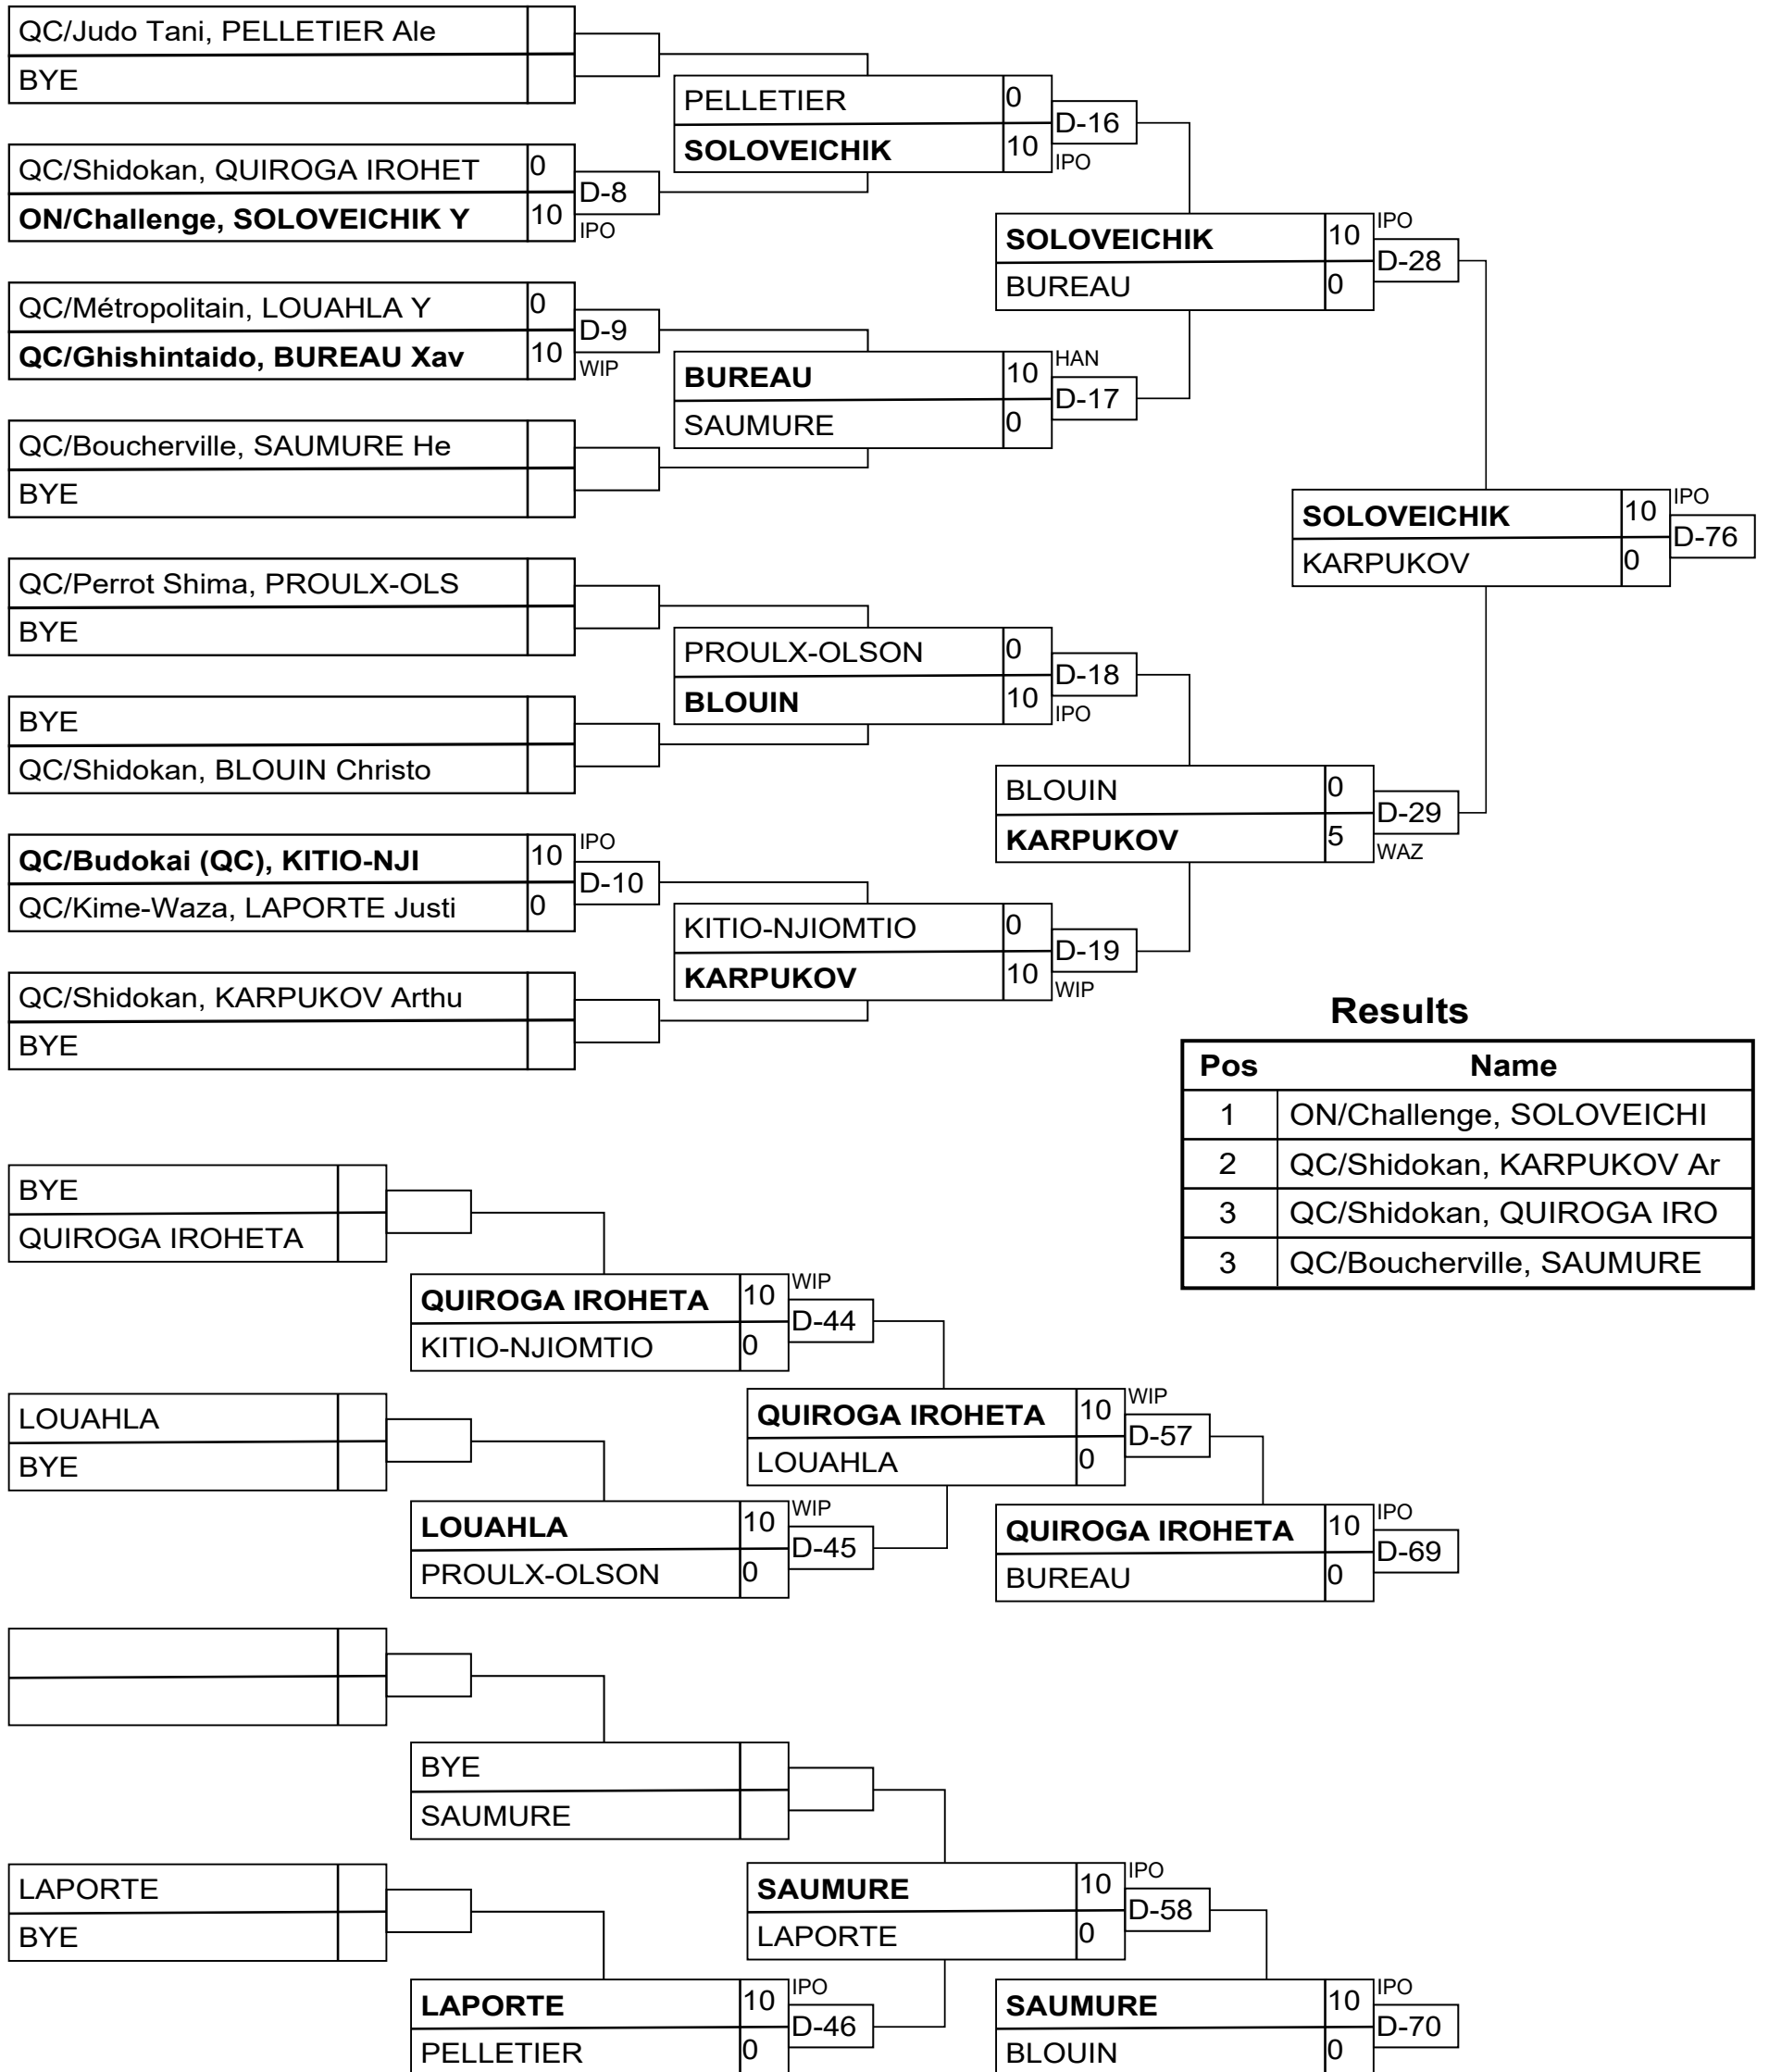 QC/Judo Tani, PELLETIER Ale
BYE
QC/Shidokan, QUIROGA IROHET 0
D-8
ON/Challenge, SOLOVEICHIK Y 10
IPO
QC/Métropolitain, LOUAHLA Y 0
D-9
QC/Ghishintaido, BUREAU Xav 10
WIP
QC/Boucherville, SAUMURE He
BYE
QC/Perrot Shima, PROULX-OLS
BYE
BYE
QC/Shidokan, BLOUIN Christo
QC/Budokai (QC), KITIO-NJI 10
IPO
D-10
QC/Kime-Waza, LAPORTE Justi 0
QC/Shidokan, KARPUKOV Arthu
BYE
PELLETIER 0
D-16
SOLOVEICHIK 10
IPO
BUREAU 10
HAN
D-17
SAUMURE 0
PROULX-OLSON 0
D-18
BLOUIN 10
IPO
KITIO-NJIOMTIO 0
D-19
KARPUKOV 10
WIP
SOLOVEICHIK 10
IPO
D-28
BUREAU 0
BLOUIN 0
D-29
KARPUKOV 5
WAZ
SOLOVEICHIK 10
IPO
D-76
KARPUKOV 0
Results
Pos Name
1 ON/Challenge, SOLOVEICHI
2 QC/Shidokan, KARPUKOV Ar
3 QC/Shidokan, QUIROGA IRO
3 QC/Boucherville, SAUMURE
BYE
QUIROGA IROHETA
QUIROGA IROHETA 10
WIP
D-44
KITIO-NJIOMTIO 0
LOUAHLA
BYE
LOUAHLA 10
WIP
D-45
PROULX-OLSON 0
QUIROGA IROHETA 10
WIP
D-57
LOUAHLA 0
QUIROGA IROHETA 10
IPO
D-69
BUREAU 0
BYE
SAUMURE
LAPORTE
BYE
LAPORTE 10
IPO
D-46
PELLETIER 0
SAUMURE 10
IPO
D-58
LAPORTE 0
SAUMURE 10
IPO
D-70
BLOUIN 0